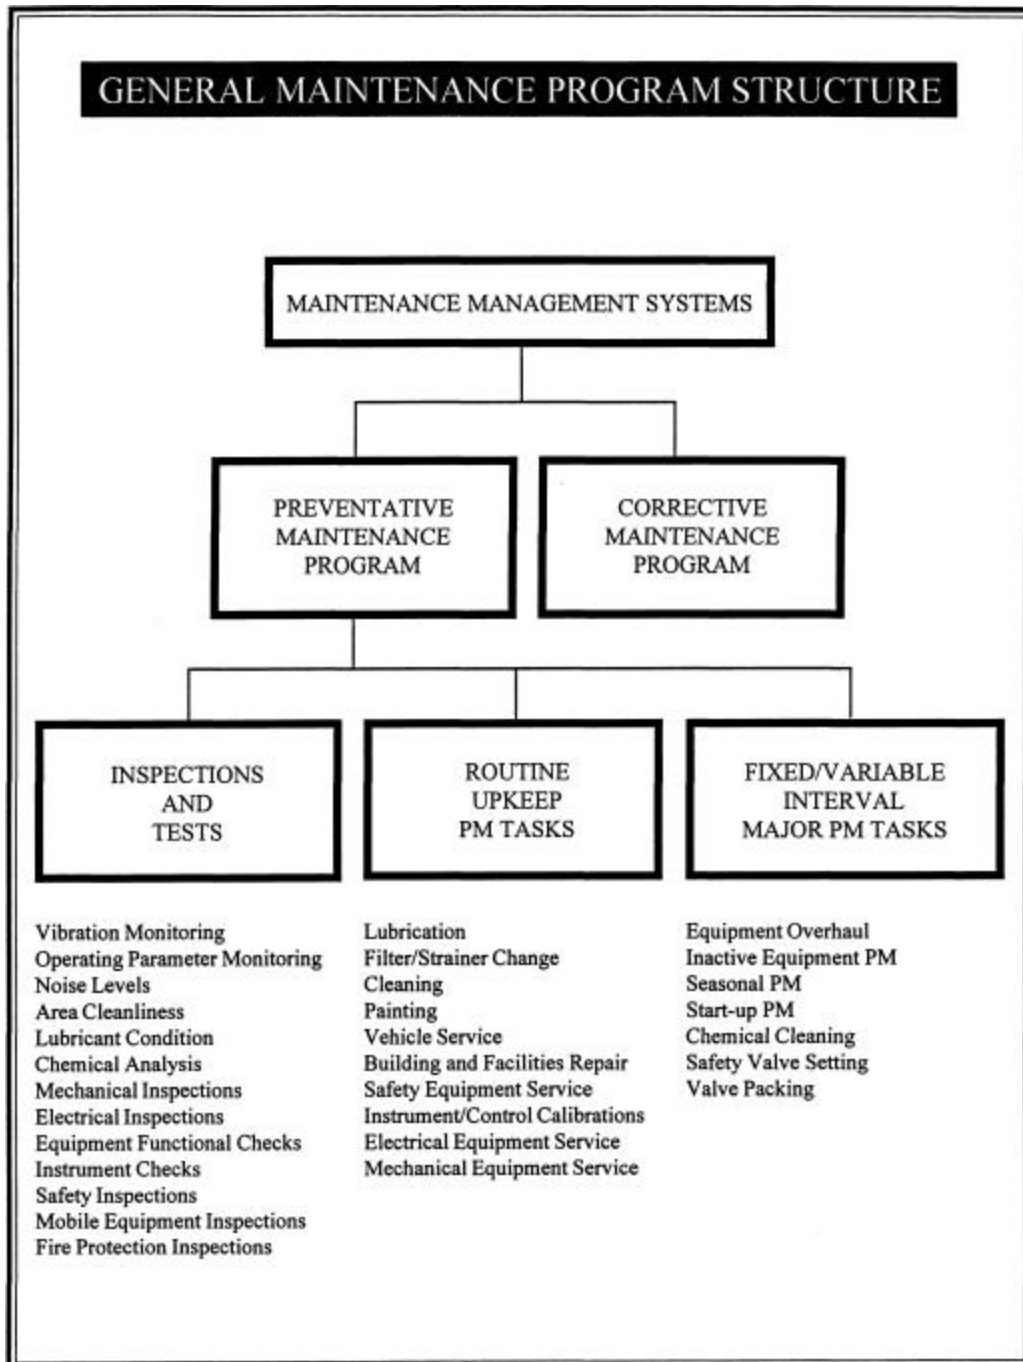 GENERAL MAINTENANCE PROGRAM STRUCTURE
MAINTENANCE MANAGEMENT SYSTEMS
PREVENTATIVE
MAINTENANCE
PROGRAM
CORRECTIVE
MAINTENANCE
PROGRAM
INSPECTIONS
AND
TESTS
ROUTINE
UPKEEP
PM TASKS
FIXED/VARIABLE
INTERVAL
MAJOR PM TASKS
Vibration Monitoring
Operating Parameter Monitoring
Noise Levels
Area Cleanliness
Lubricant Condition
Chemical Analysis
Mechanical Inspections
Electrical Inspections
Equipment Functional Checks
Instrument Checks
Safety Inspections
Mobile Equipment Inspections
Fire Protection Inspections
Lubrication
Filter/Strainer Change
Cleaning
Painting
Vehicle Service
Building and Facilities Repair
Safety Equipment Service
Instrument/Control Calibrations
Electrical Equipment Service
Mechanical Equipment Service
Equipment Overhaul
Inactive Equipment PM
Seasonal PM
Start-up PM
Chemical Cleaning
Safety Valve Setting
Valve Packing